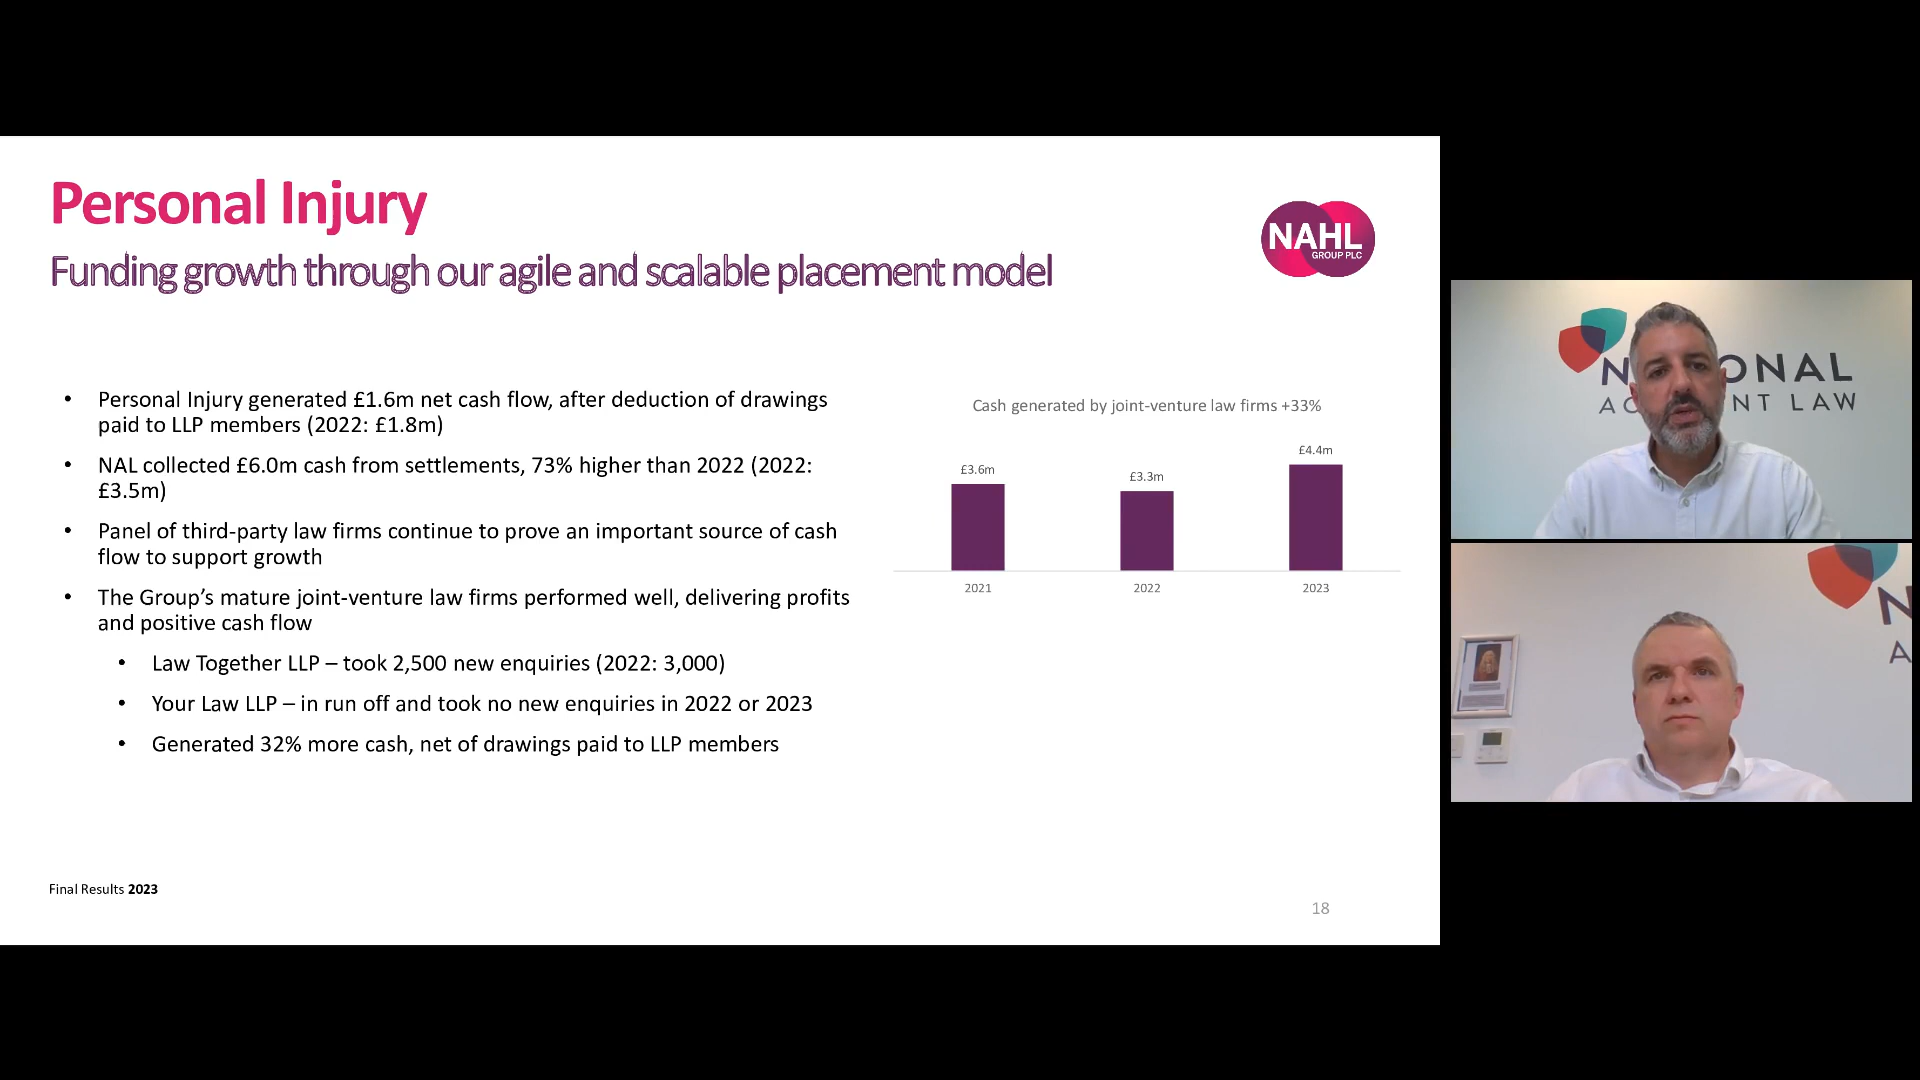 Personal Injury
Funding growth through our agile and scalable placement model
NAHL
GROUP PLC
• Personal Injury generated £1.6m net cash flow, after deduction of drawings
paid to LLP members (2022: £1.8m)
• NAL collected £6.0m cash from settlements, 73% higher than 2022 (2022:
£3.5m)
• Panel of third-party law firms continue to prove an important source of cash
flow to support growth
• The Group’s mature joint-venture law firms performed well, delivering profits
and positive cash flow
• Law Together LLP – took 2,500 new enquiries (2022: 3,000)
• Your Law LLP – in run off and took no new enquiries in 2022 or 2023
• Generated 32% more cash, net of drawings paid to LLP members
Cash generated by joint-venture law firms +33%
£3.6m
£3.3m
£4.4m
2021
2022
2023
Final Results 2023
18
N ONAL
AC NT LAW
N
A